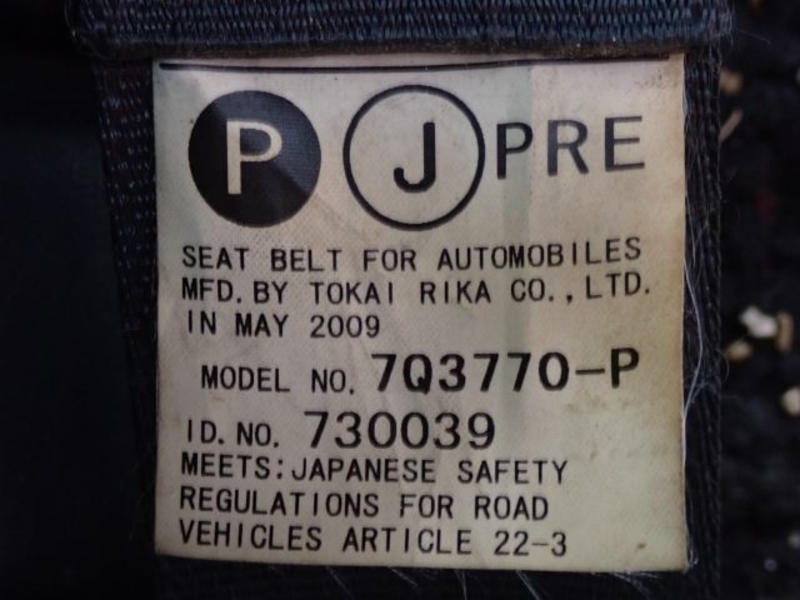 P J PRE
SEAT BELT FOR AUTOMOBILES
MFD. BY TOKAI RIKA CO., LTD.
IN MAY 2009
MODEL NO. 7Q3770-P
ID. NO. 730039
MEETS: JAPANESE SAFETY
REGULATIONS FOR ROAD
VEHICLES ARTICLE 22-3